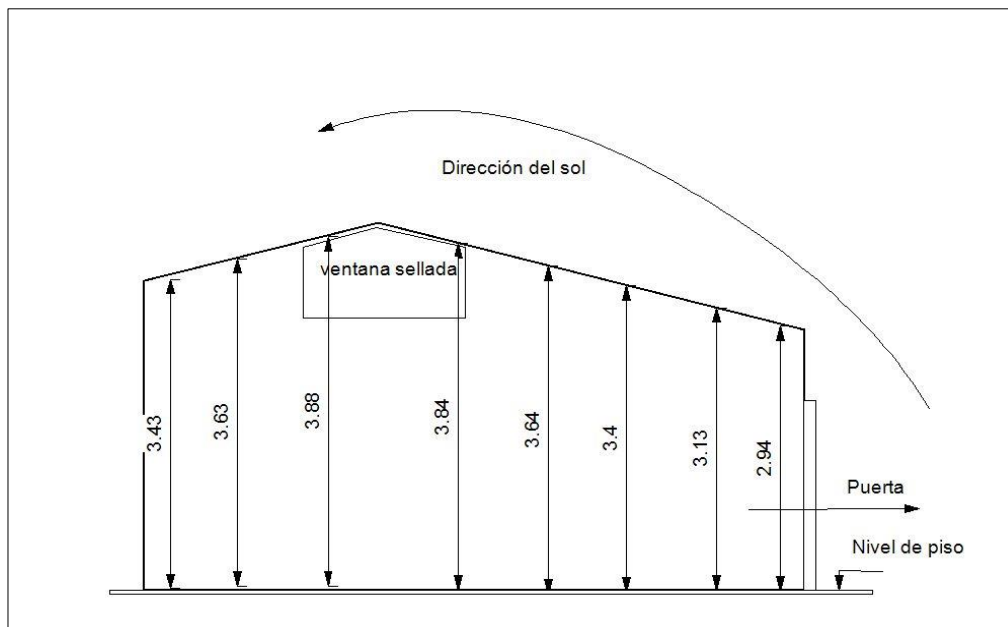 Dirección del sol
ventana sellada
3.43
3.63
3.88
3.84
3.64
3.4
3.13
2.94
Puerta
Nivel de piso